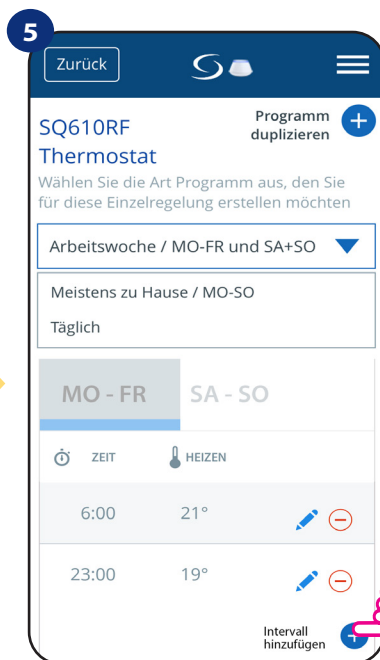 5
Zurück
SQ610RF
Thermostat
Programm
duplizieren
Wählen Sie die Art Programm aus, den Sie
für diese Einzelregelung erstellen möchten
Arbeitswoche / MO-FR und SA+SO
Meistens zu Hause / MO-SO
Täglich
MO - FR SA - SO
ZEIT HEIZEN
6:00 21°
23:00 19°
Intervall
hinzufügen